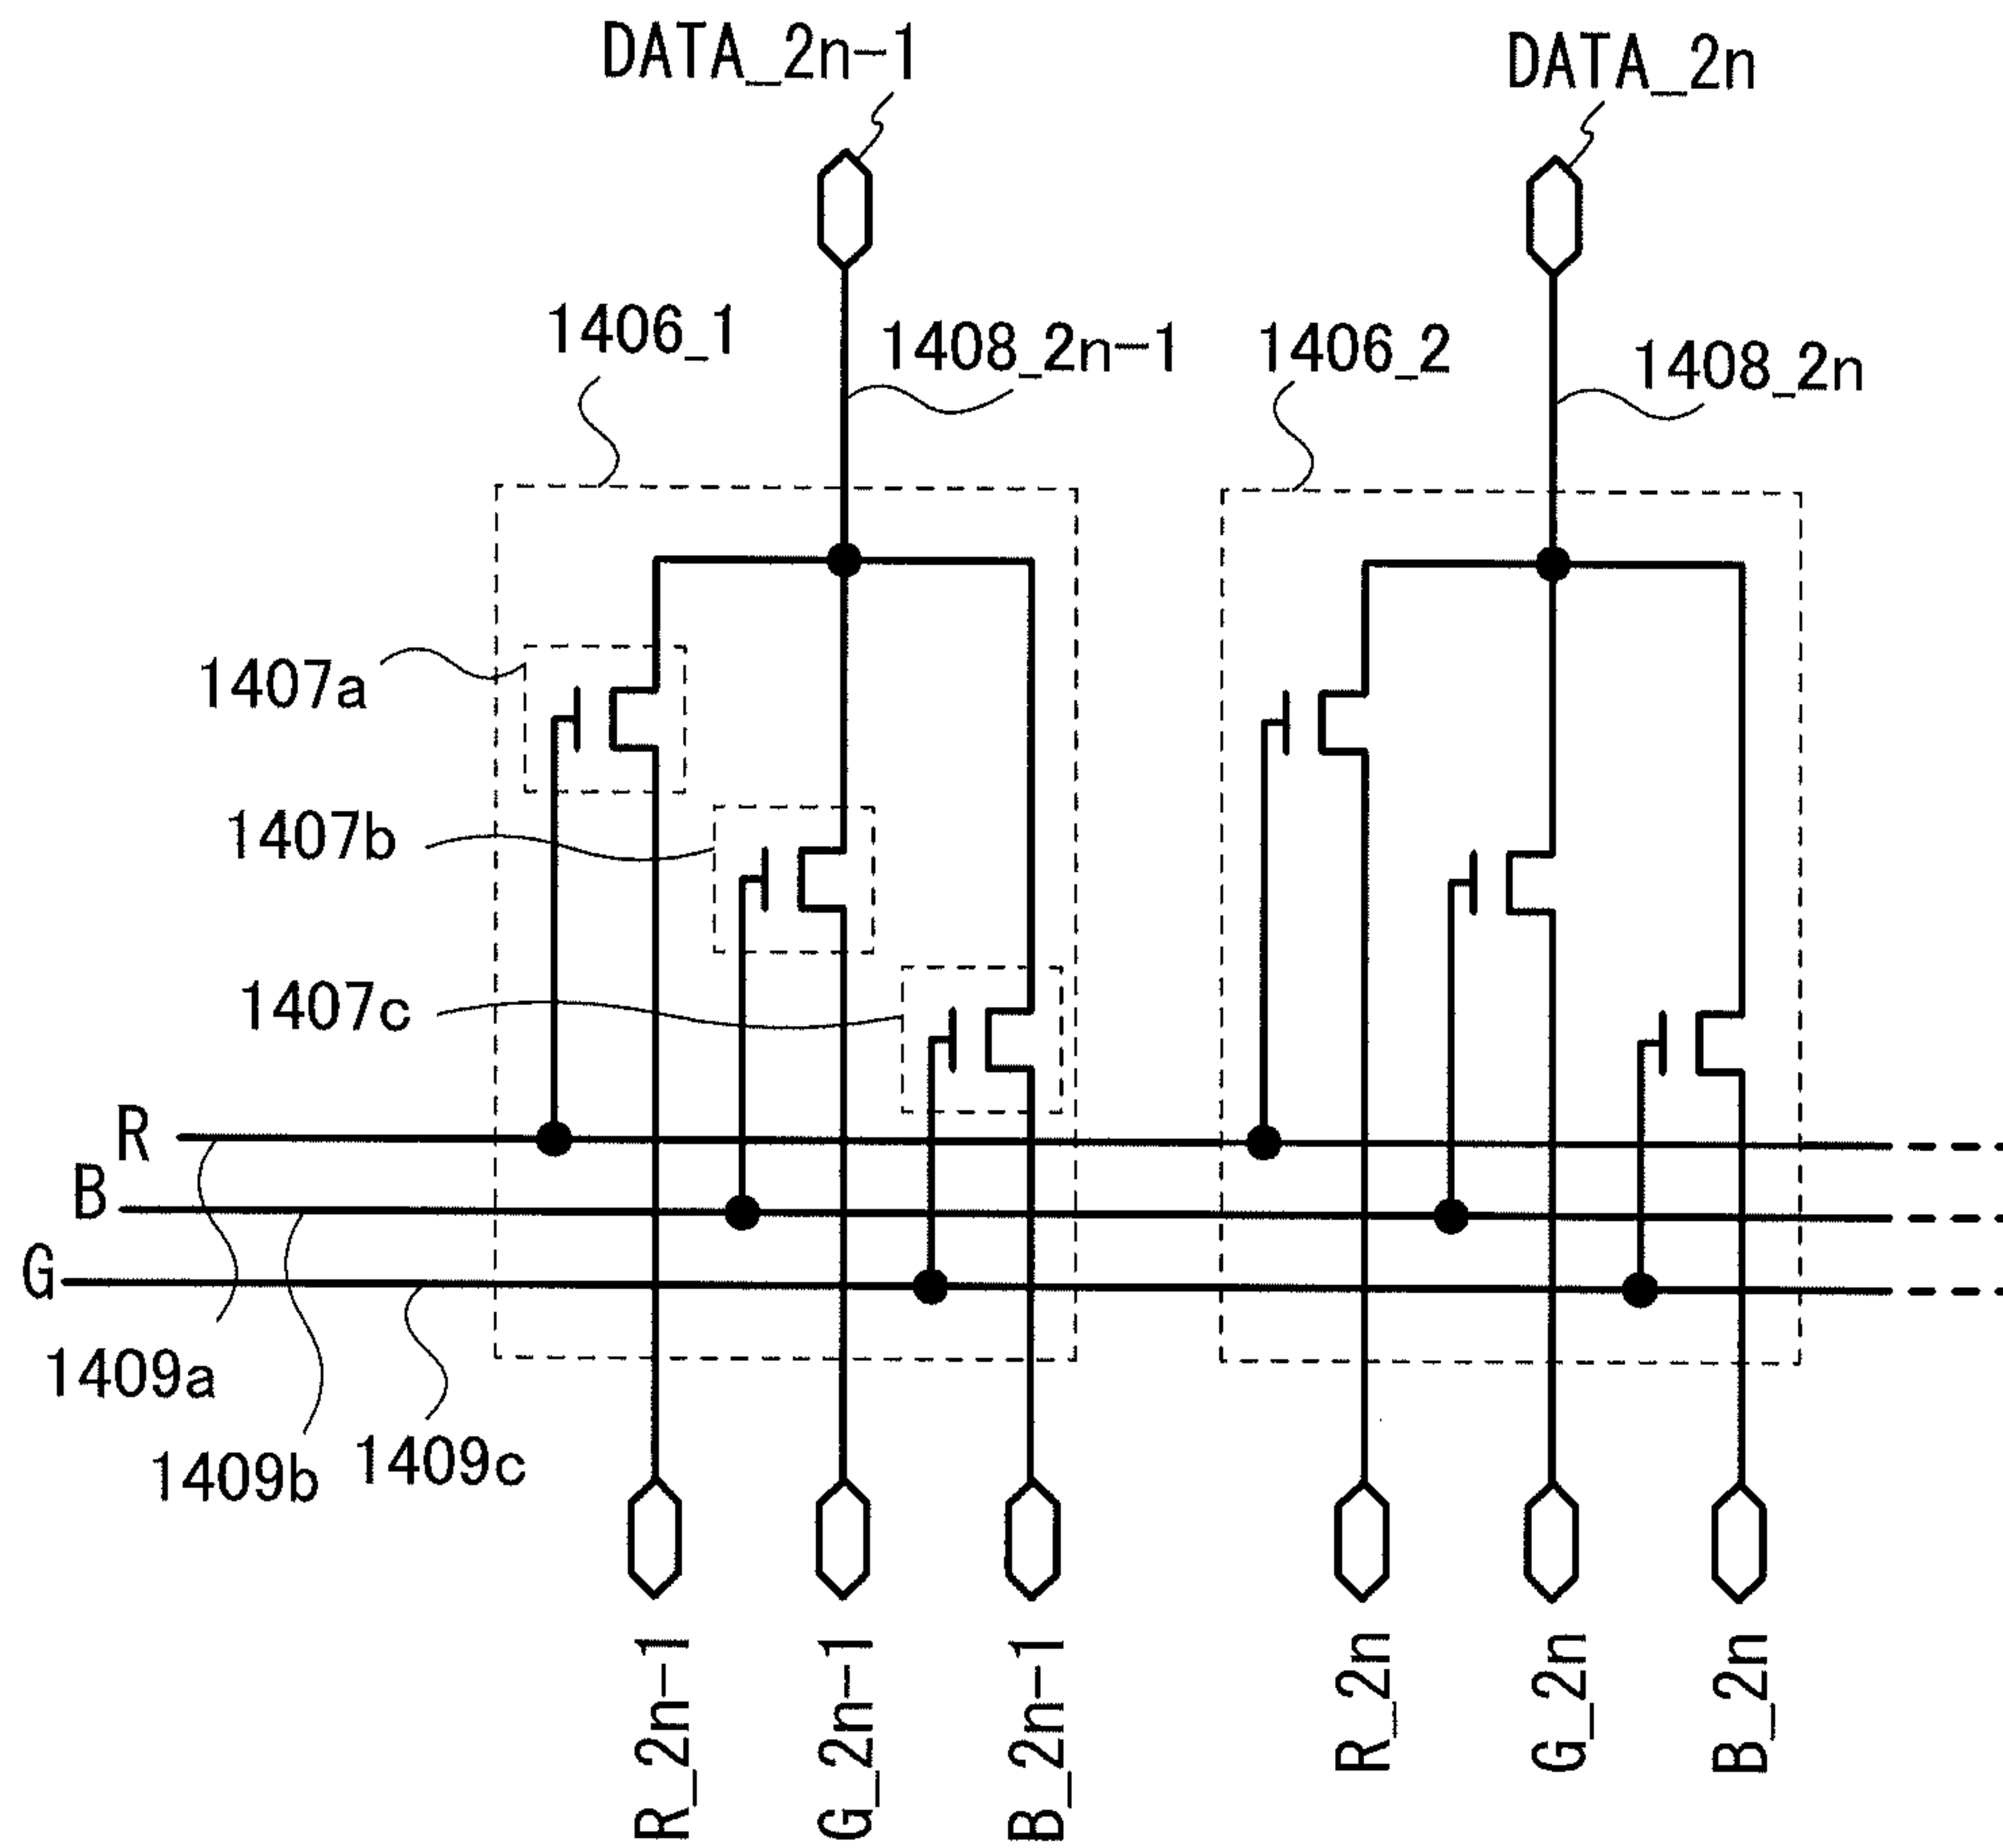 DATA_2n-1
DATA_2n
1406_1
1408_2n-1
1406_2
1408_2n
1407a
1407b
1407c
R
B
G
1409a
1409b
1409c
R_2n-1
G_2n-1
B_2n-1
R_2n
G_2n
B_2n